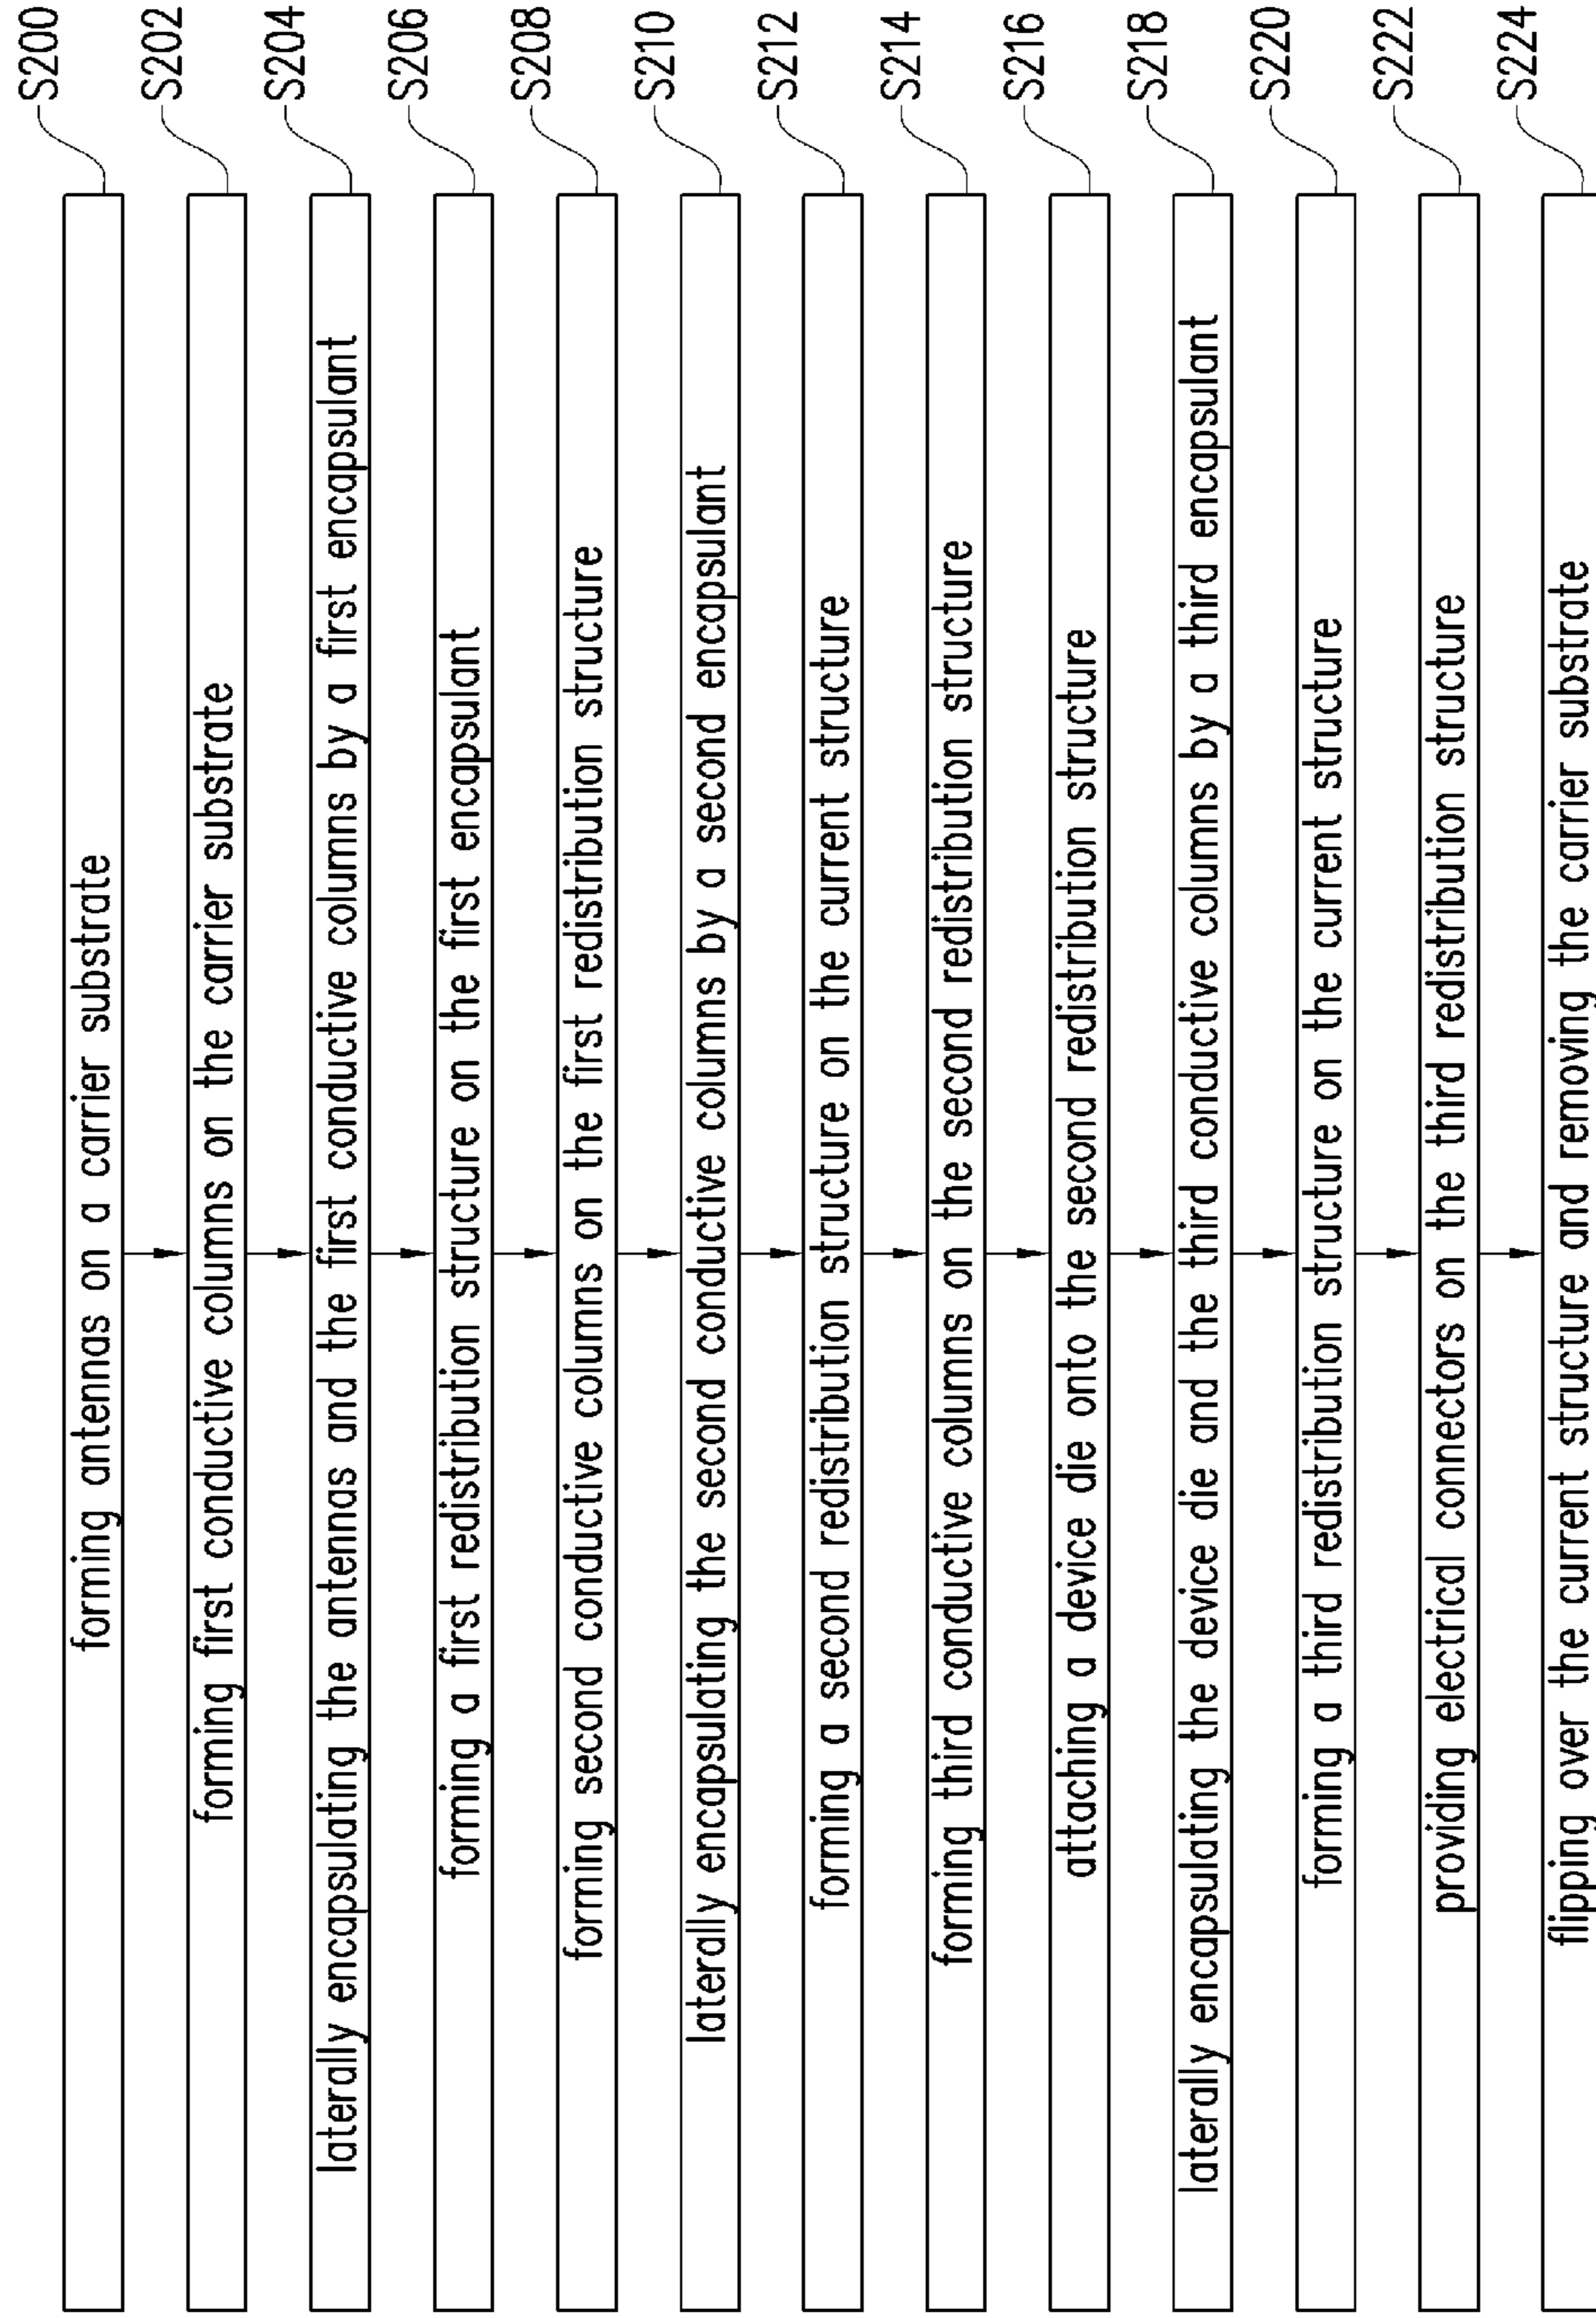 S200
forming antennas on a carrier substrate
S202
forming first conductive columns on the carrier substrate
S204
laterally encapsulating the antennas and the first conductive columns by a first encapsulant
S206
forming a first redistribution structure on the first encapsulant
S208
forming second conductive columns on the first redistribution structure
S210
laterally encapsulating the second conductive columns by a second encapsulant
S212
forming a second redistribution structure on the current structure
S214
forming third conductive columns on the second redistribution structure
S216
attaching a device die onto the second redistribution structure
S218
laterally encapsulating the device die and the third conductive columns by a third encapsulant
S220
forming a third redistribution structure on the current structure
S222
providing electrical connectors on the third redistribution structure
S224
flipping over the current structure and removing the carrier substrate